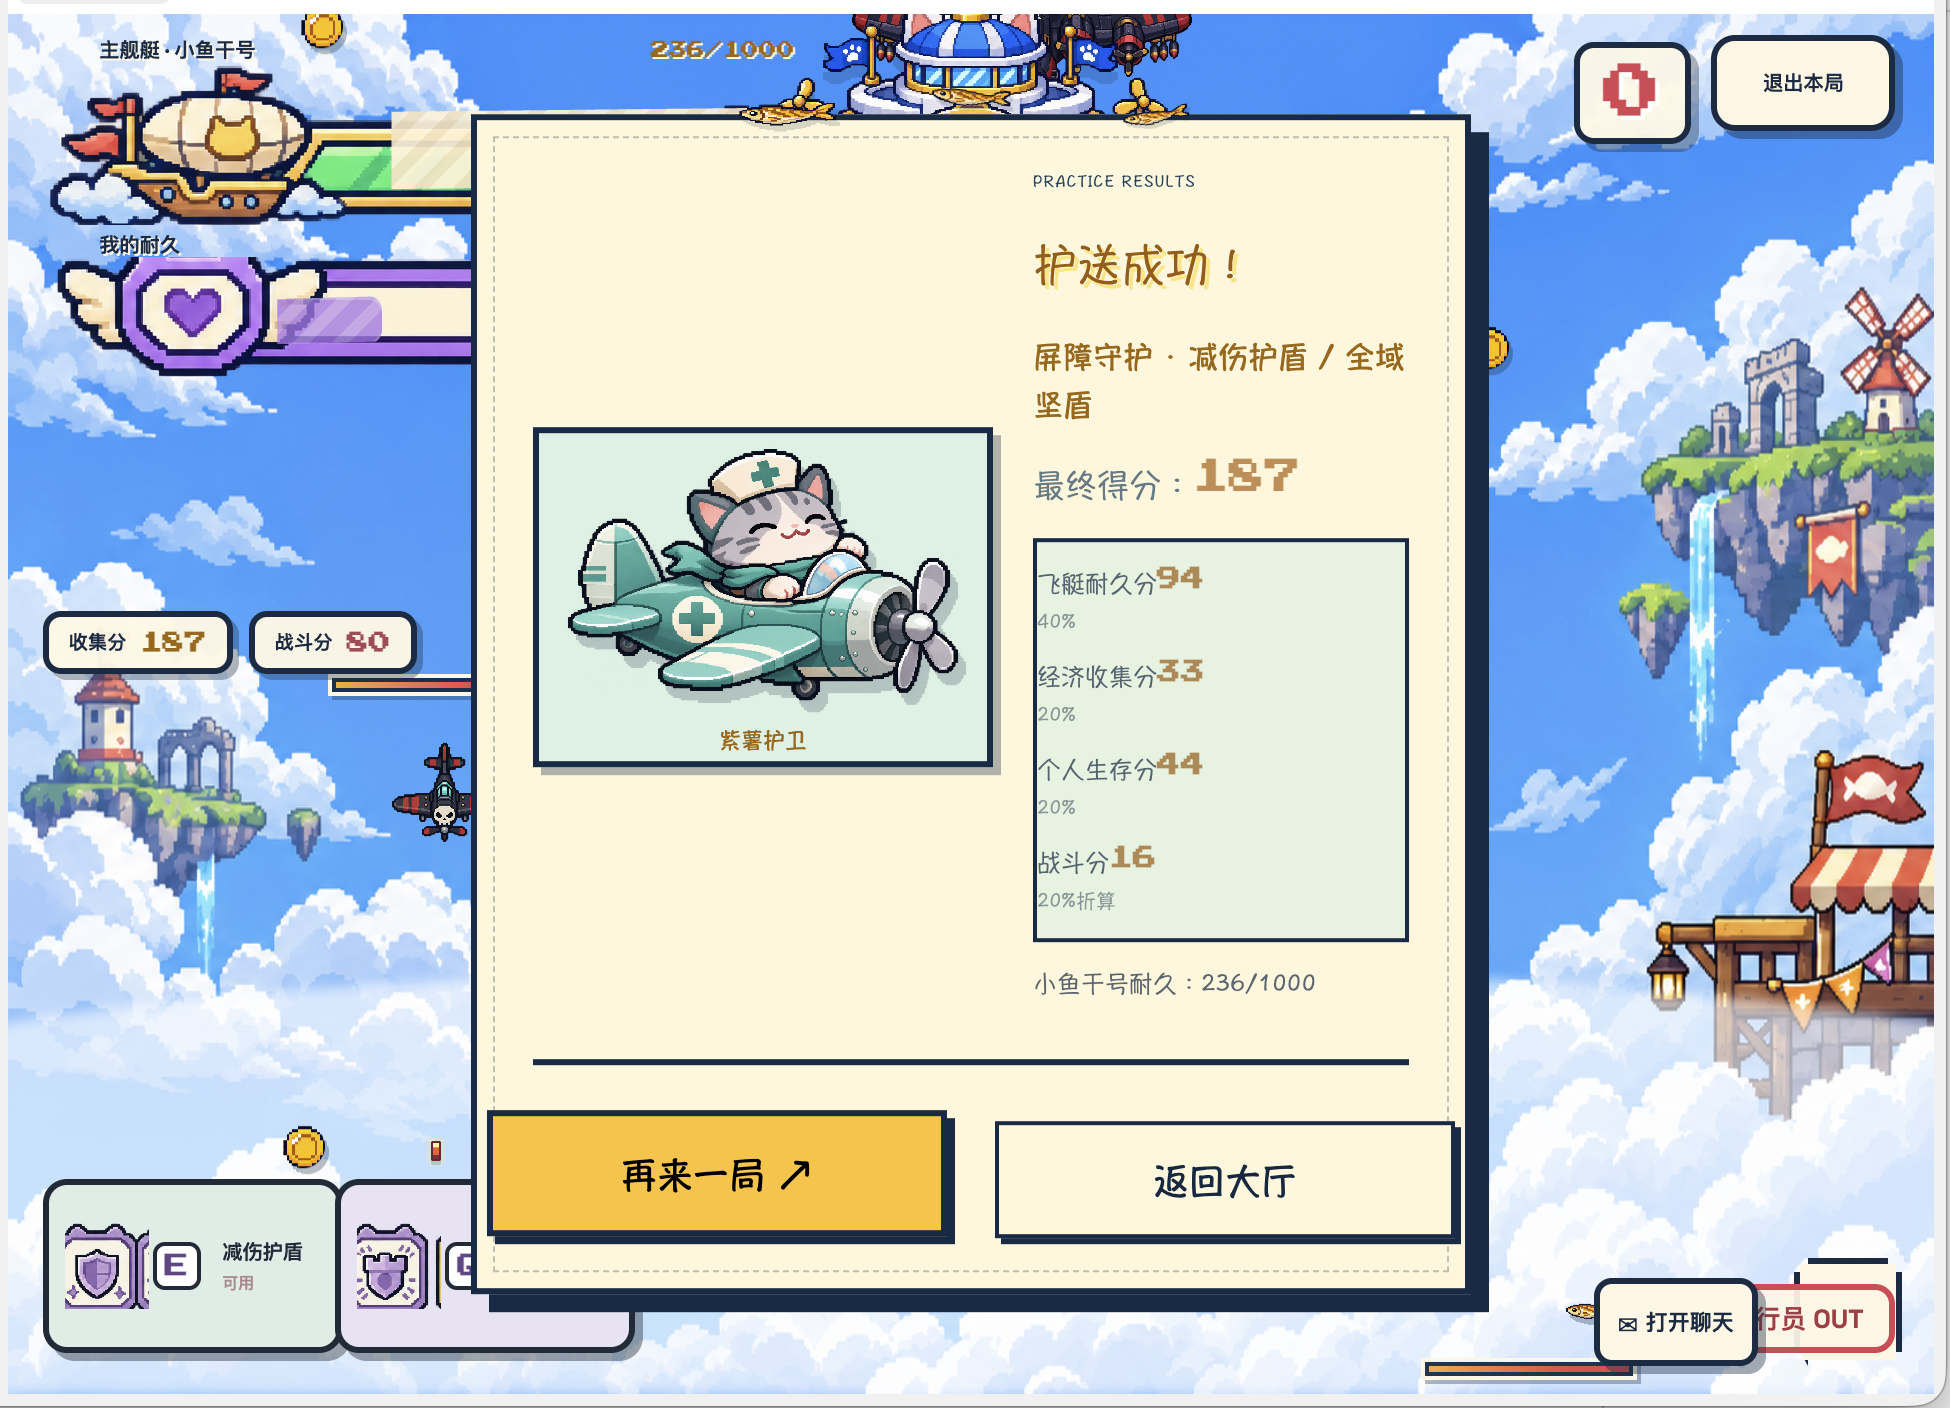 主舰艇·小鱼干号
236/1000
0
退出本局
我的耐久
收集分 187
战斗分 80
PRACTICE RESULTS
护送成功！
屏障守护 · 减伤护盾 / 全域
坚盾
最终得分：187
飞艇耐久分94
40%
经济收集分33
20%
个人生存分44
20%
战斗分16
20%折算
小鱼干号耐久：236/1000
紫薯护卫
再来一局 ↗
返回大厅
E
减伤护盾
可用
✉ 打开聊天
行员 OUT